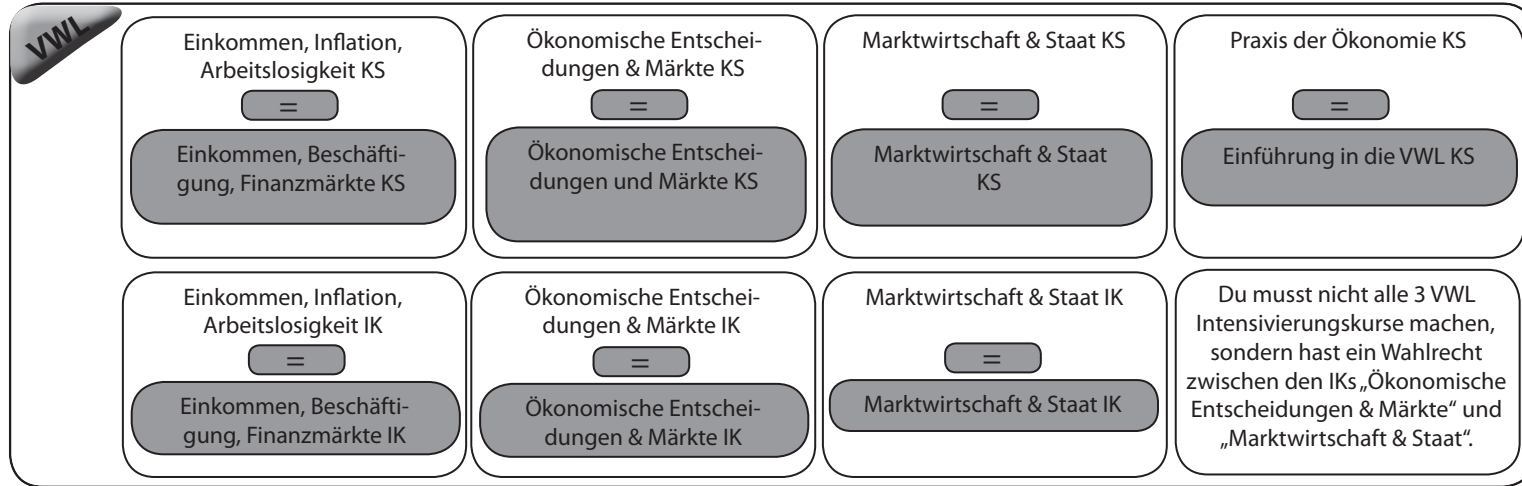 VWL
Einkommen, Inflation,
Arbeitslosigkeit KS
=
Einkommen, Beschäfti-
gung, Finanzmärkte KS
Ökonomische Entschei-
dungen & Märkte KS
=
Ökonomische Entschei-
dungen und Märkte KS
Marktwirtschaft & Staat KS
=
Marktwirtschaft & Staat
KS
Praxis der Ökonomie KS
=
Einführung in die VWL KS
Einkommen, Inflation,
Arbeitslosigkeit IK
=
Einkommen, Beschäfti-
gung, Finanzmärkte IK
Ökonomische Entschei-
dungen & Märkte IK
=
Ökonomische Entschei-
dungen & Märkte IK
Marktwirtschaft & Staat IK
=
Marktwirtschaft & Staat IK
Du musst nicht alle 3 VWL
Intensivierungskurse machen,
sondern hast ein Wahlrecht
zwischen den IKs „Ökonomische
Entscheidungen & Märkte“ und
„Marktwirtschaft & Staat“.